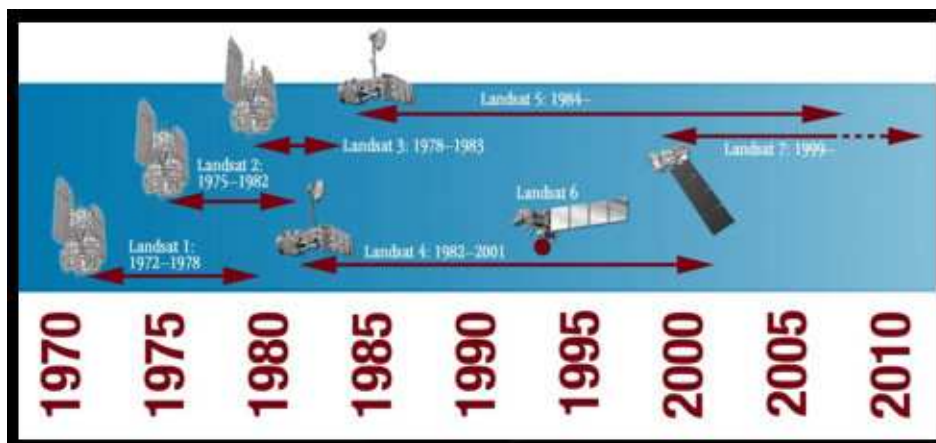 Landsat 5: 1984–
Landsat 3: 1978–1983
Landsat 7: 1999–
Landsat 2:
1975–1982
Landsat 6
Landsat 1:
1972–1978
Landsat 4: 1982–2001
1970
1975
1980
1985
1990
1995
2000
2005
2010